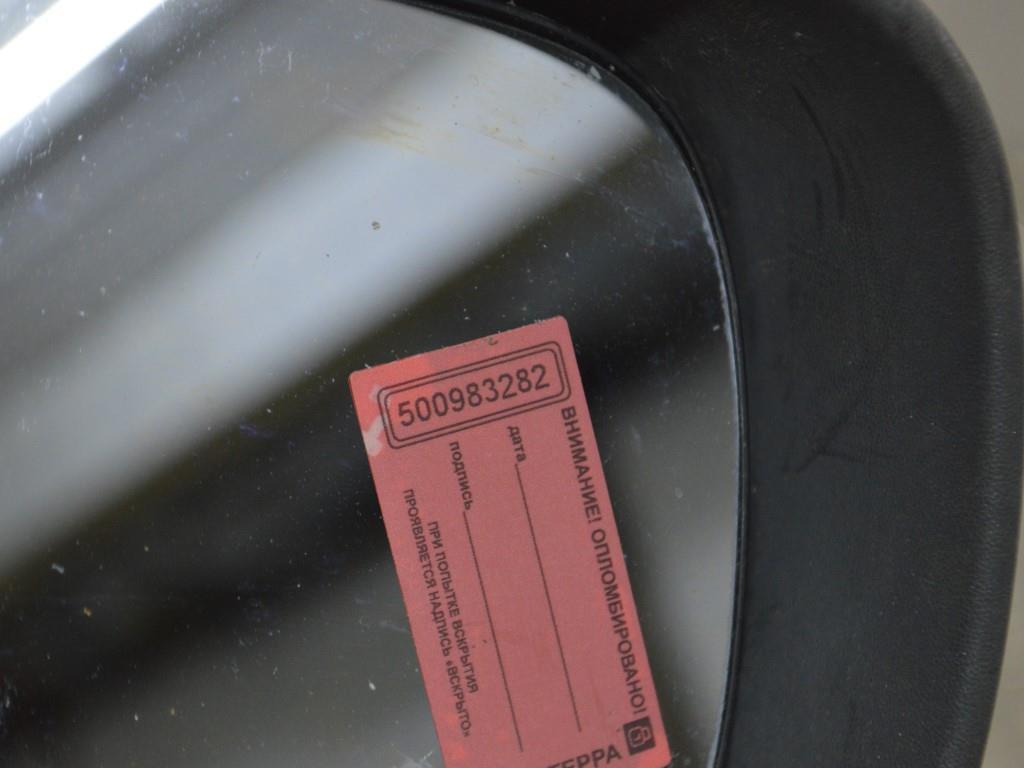 500983282
ВНИМАНИЕ! ОПЛОМБИРОВАНО!
дата
подпись
ПРИ ПОПЫТКЕ ВСКРЫТИЯ
ПРОЯВЛЯЕТСЯ НАДПИСЬ «ВСКРЫТО»
ТЕРРА